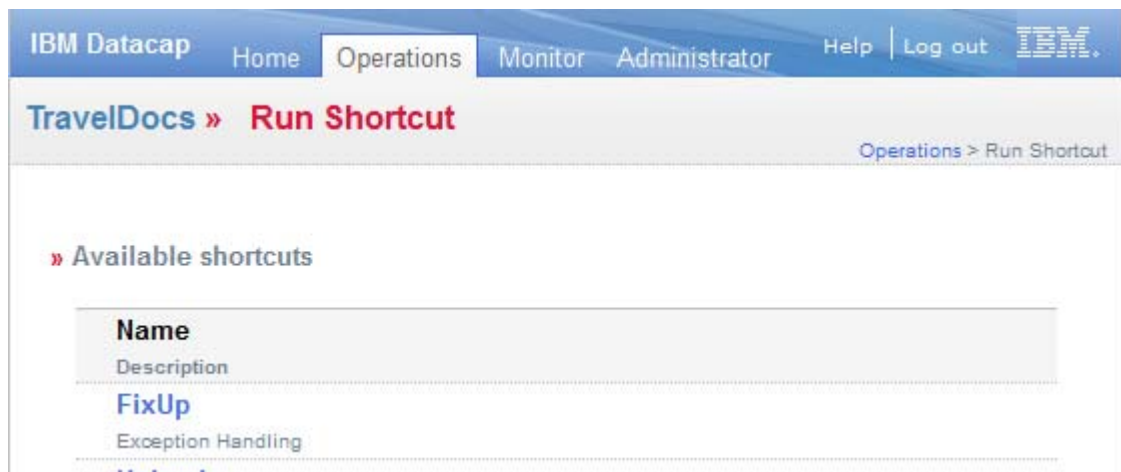 IBM Datacap Home Operations Monitor Administrator Help | Log out IBM.
TravelDocs » Run Shortcut
Operations > Run Shortcut
» Available shortcuts
Name
Description
FixUp
Exception Handling